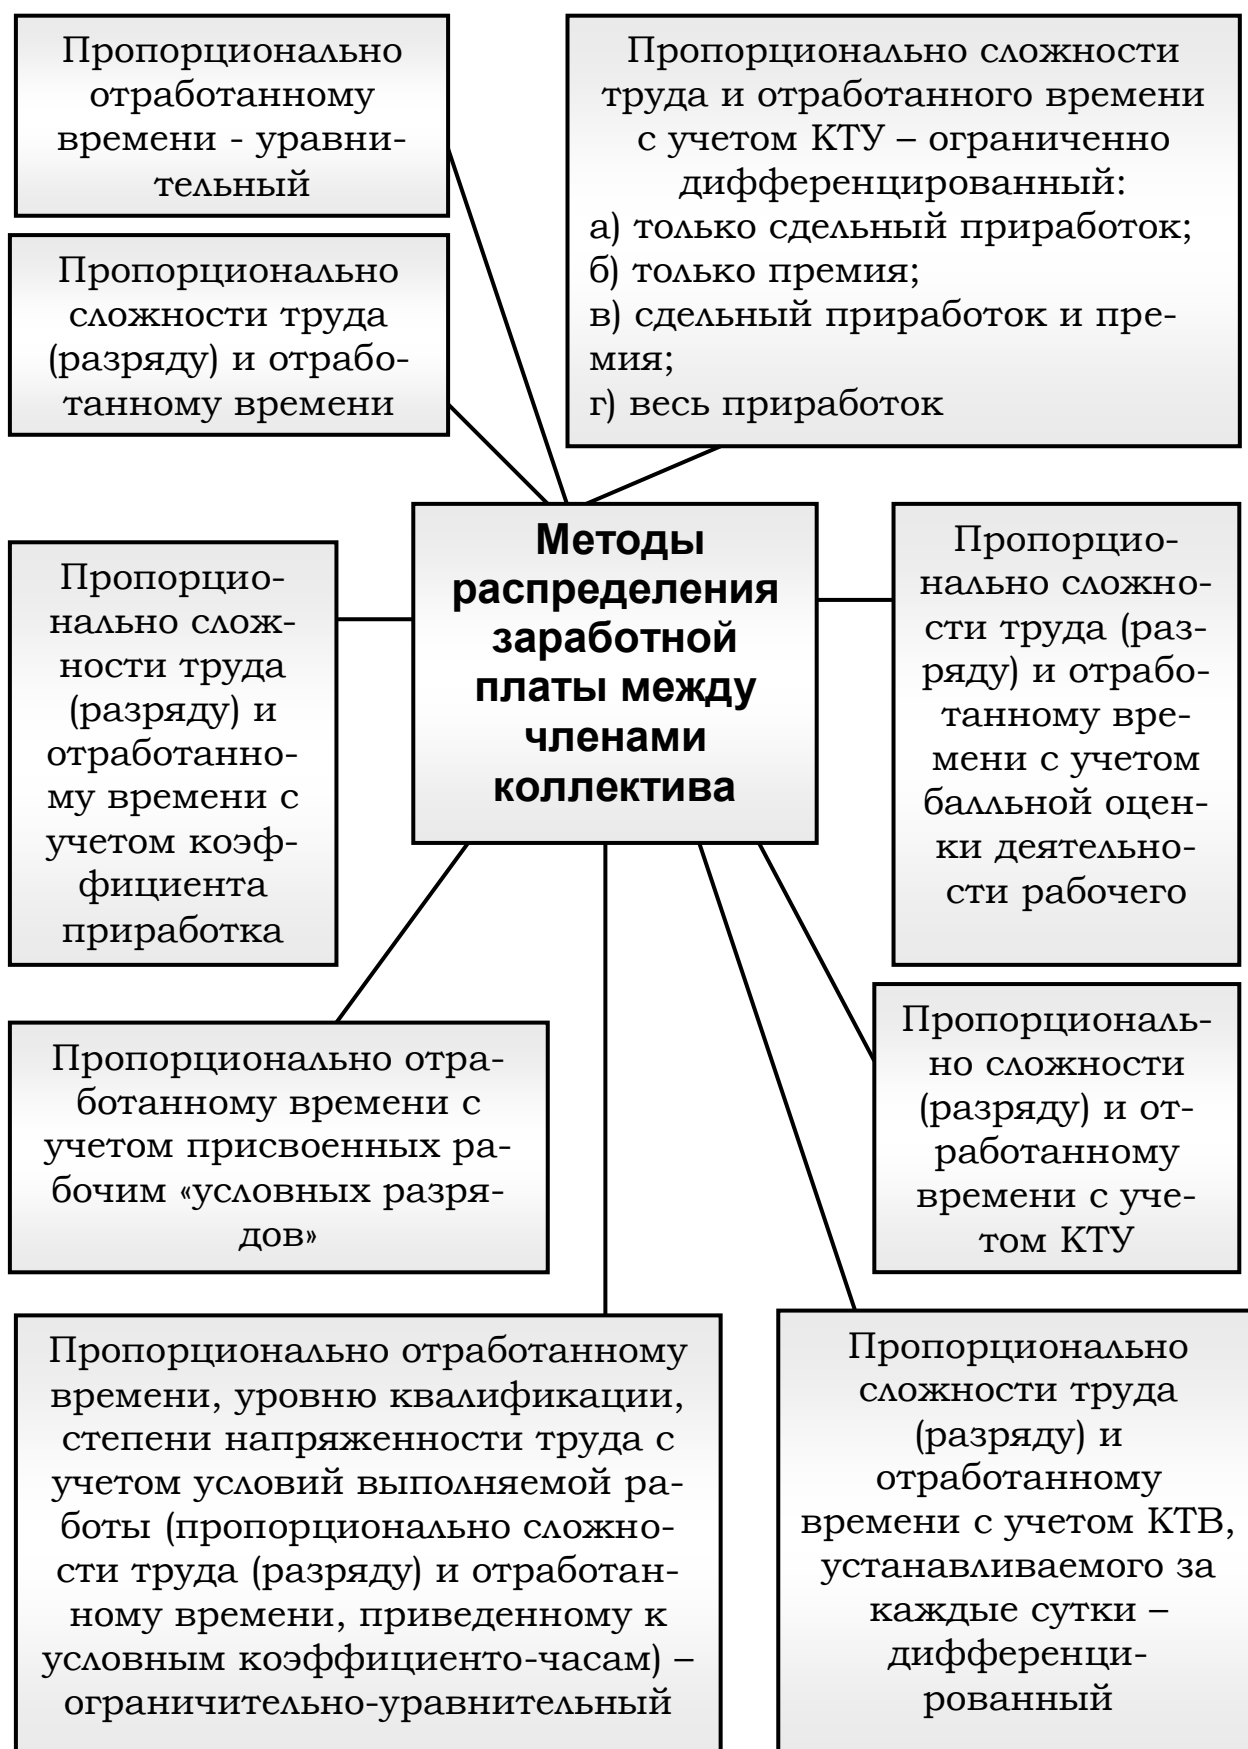 Пропорционально
отработанному
времени - уравни-
тельный
Пропорционально сложности
труда и отработанного времени
с учетом КТУ – ограниченно
дифференцированный:
а) только сдельный приработок;
б) только премия;
в) сдельный приработок и пре-
мия;
г) весь приработок
Пропорционально
сложности труда
(разряду) и отрабо-
танному времени
Методы
распределения
заработной
платы между
членами
коллектива
Пропорцио-
нально слож-
ности труда
(разряду) и
отработанно-
му времени с
учетом коэф-
фициента
приработка
Пропорцио-
нально сложно-
сти труда (раз-
ряду) и отрабо-
танному вре-
мени с учетом
балльной оцен-
ки деятельно-
сти рабочего
Пропорционально отра-
ботанному времени с
учетом присвоенных ра-
бочим «условных разря-
дов»
Пропорциональ-
но сложности
(разряду) и от-
работанному
времени с уче-
том КТУ
Пропорционально отработанному
времени, уровню квалификации,
степени напряженности труда с
учетом условий выполняемой ра-
боты (пропорционально сложно-
сти труда (разряду) и отработан-
ному времени, приведенному к
условным коэффициенто-часам) –
ограничительно-уравнительный
Пропорционально
сложности труда
(разряду) и
отработанному
времени с учетом КТВ,
устанавливаемого за
каждые сутки –
дифференци-
рованный